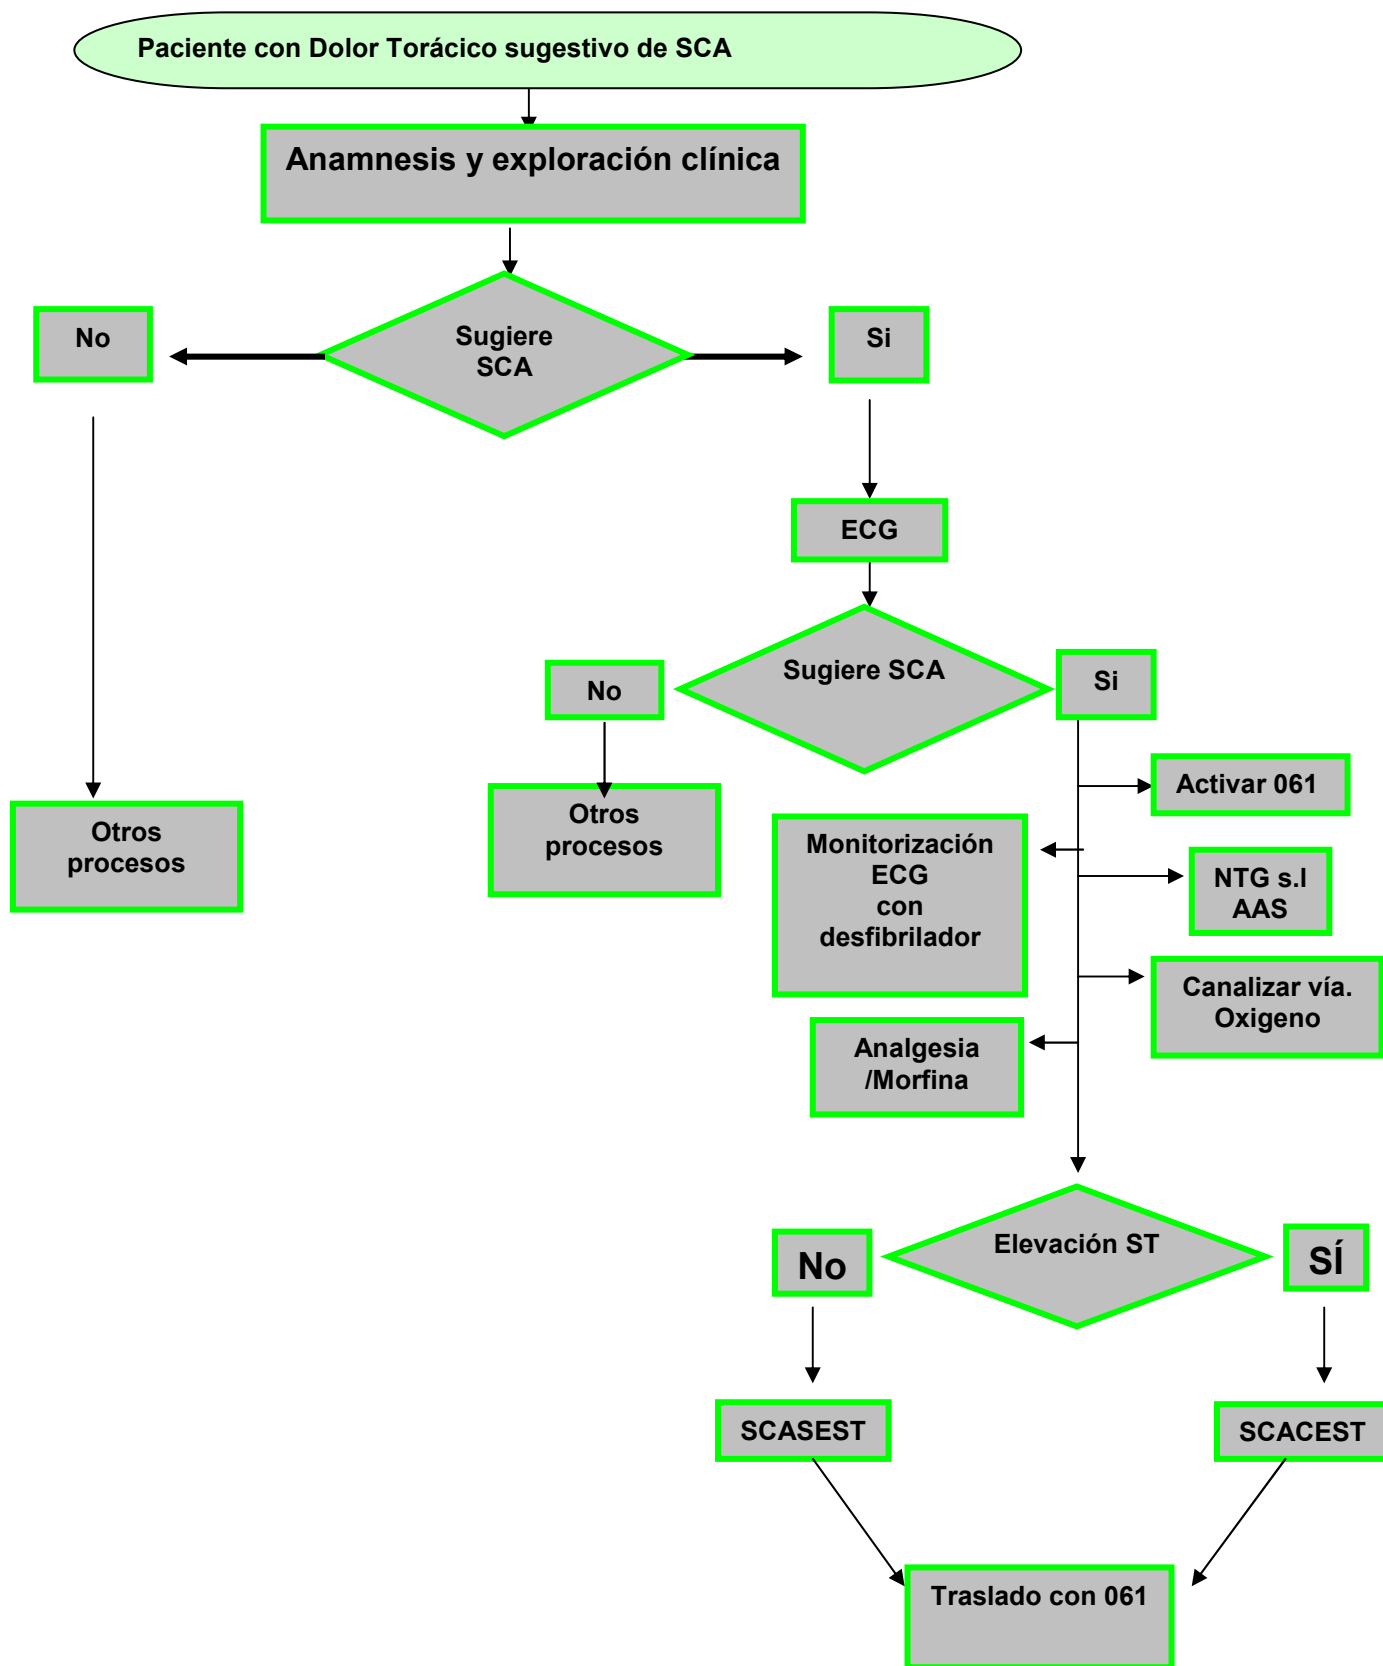 Paciente con Dolor Torácico sugestivo de SCA
Anamnesis y exploración clínica
No
Sugiere
SCA
Si
ECG
No
Sugiere SCA
Si
Activar 061
Otros
procesos
Otros
procesos
Monitorización
ECG
con
desfibrilador
NTG s.l
AAS
Canalizar vía.
Oxigeno
Analgesia
/Morfina
No
Elevación ST
SÍ
SCASEST
SCACEST
Traslado con 061